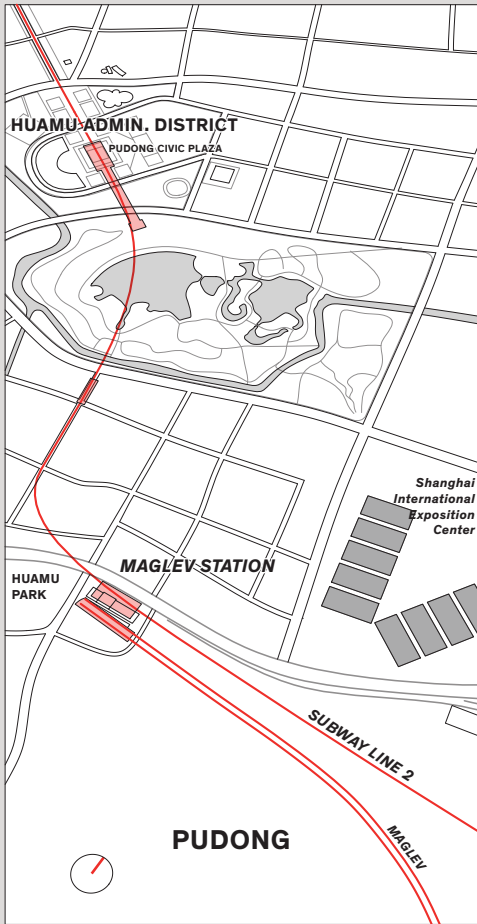 HUAMU ADMIN. DISTRICT
PUDONG CIVIC PLAZA
Shanghai
International
Exposition
Center
MAGLEV STATION
HUAMU
PARK
SUBWAY LINE 2
MAGLEV
PUDONG